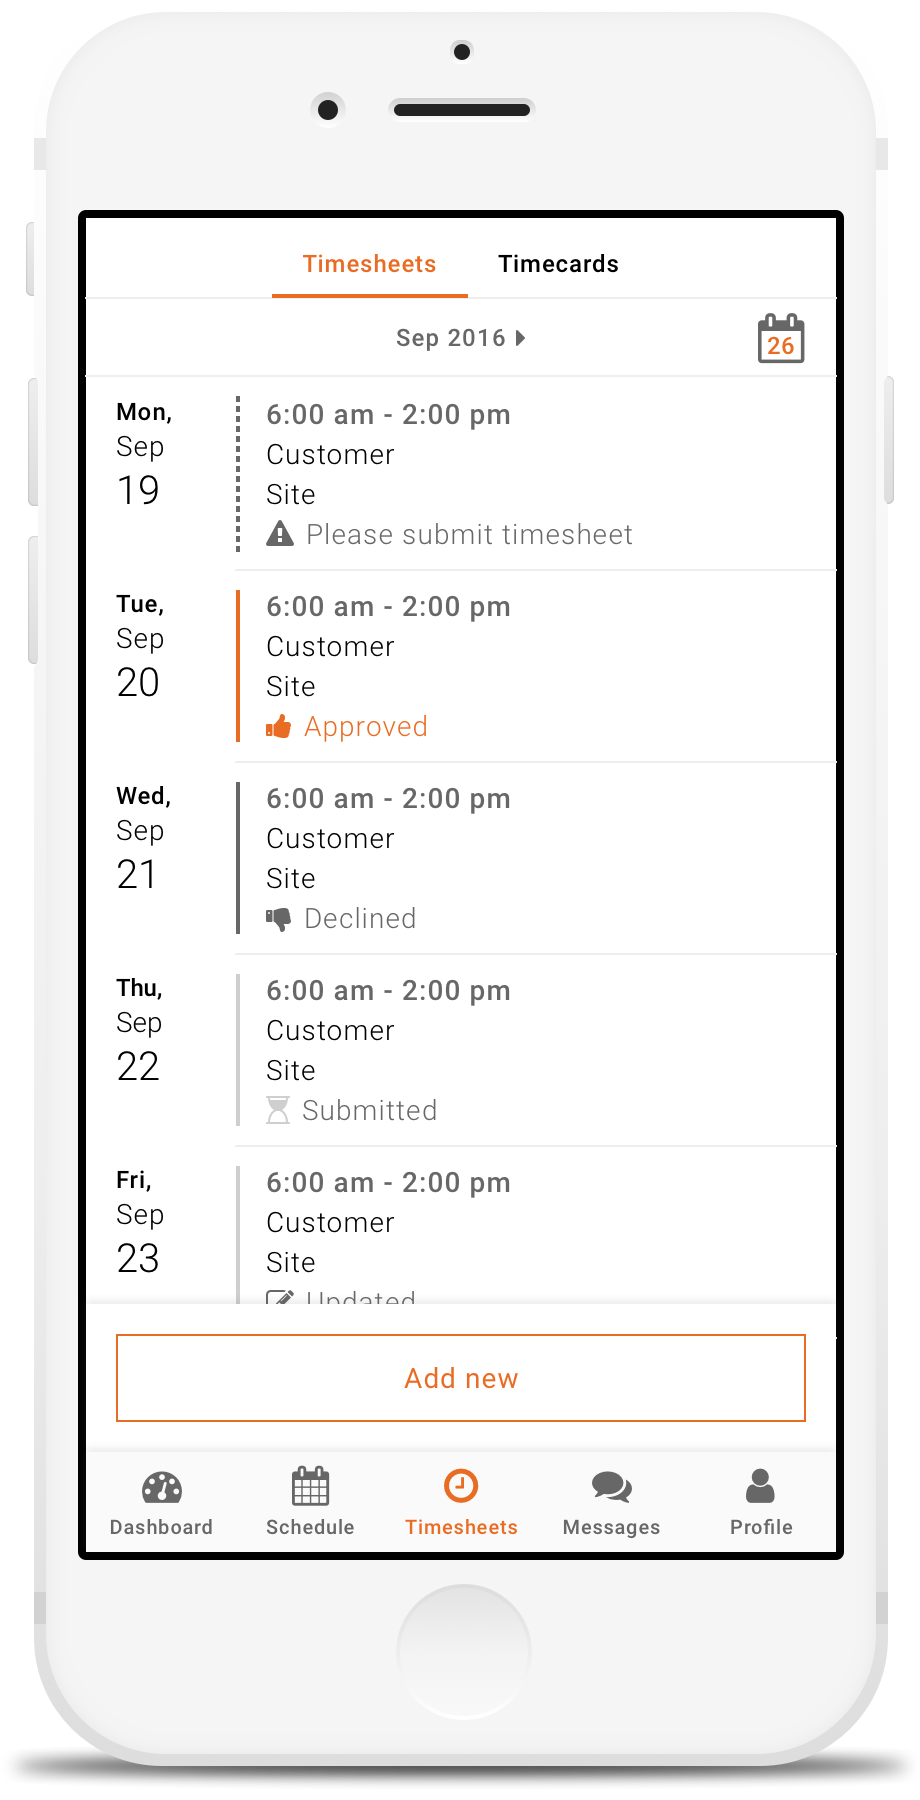 Timesheets Timecards
Sep 2016
26
Mon,
Sep
19
6:00 am - 2:00 pm
Customer
Site
Please submit timesheet
Tue,
Sep
20
6:00 am - 2:00 pm
Customer
Site
Approved
Wed,
Sep
21
6:00 am - 2:00 pm
Customer
Site
Declined
Thu,
Sep
22
6:00 am - 2:00 pm
Customer
Site
Submitted
Fri,
Sep
23
6:00 am - 2:00 pm
Customer
Site
Updated
Add new
Dashboard Schedule Timesheets Messages Profile